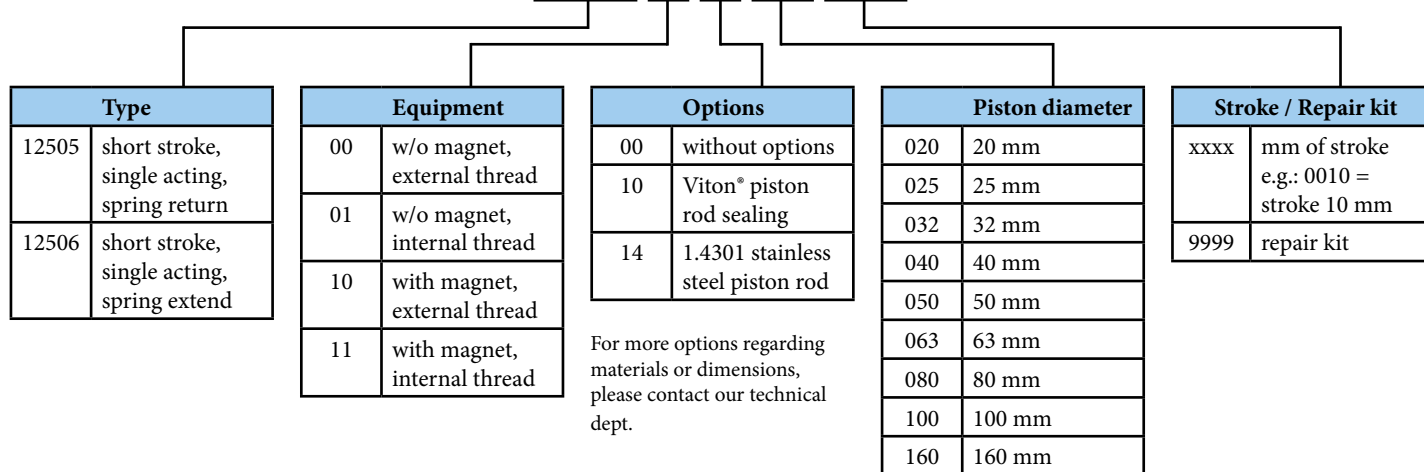 Type
12505 short stroke,
single acting,
spring return
12506 short stroke,
single acting,
spring extend
Equipment
00 w/o magnet,
external thread
01 w/o magnet,
internal thread
10 with magnet,
external thread
11 with magnet,
internal thread
Options
00 without options
10 Viton® piston
rod sealing
14 1.4301 stainless
steel piston rod
For more options regarding
materials or dimensions,
please contact our technical
dept.
Piston diameter
020 20 mm
025 25 mm
032 32 mm
040 40 mm
050 50 mm
063 63 mm
080 80 mm
100 100 mm
160 160 mm
Stroke / Repair kit
xxxx mm of stroke
e.g.: 0010 =
stroke 10 mm
9999 repair kit